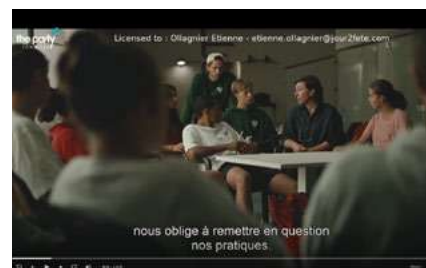 the party
Licensed to : Ollagnier Etienne - etienne.ollagnier@jour2fete.com
nous oblige à remettre en question
nos pratiques.